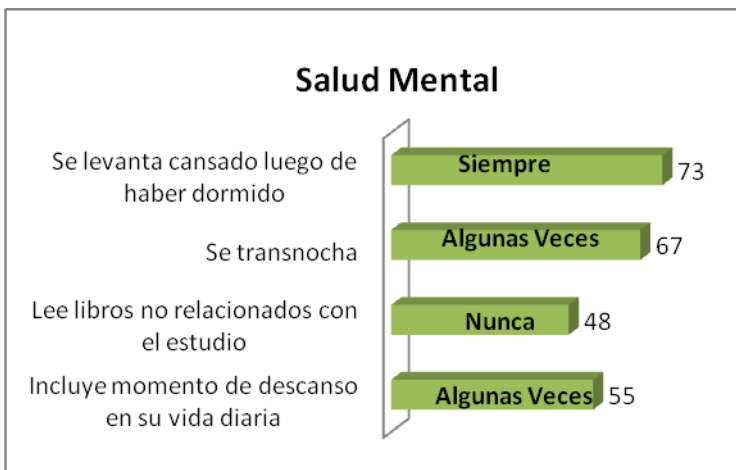 Salud Mental
Se levanta cansado luego de
haber dormido
Siempre
73
Se transnocha
Algunas Veces
67
Lee libros no relacionados con
el estudio
Nunca
48
Incluye momento de descanso
en su vida diaria
Algunas Veces
55